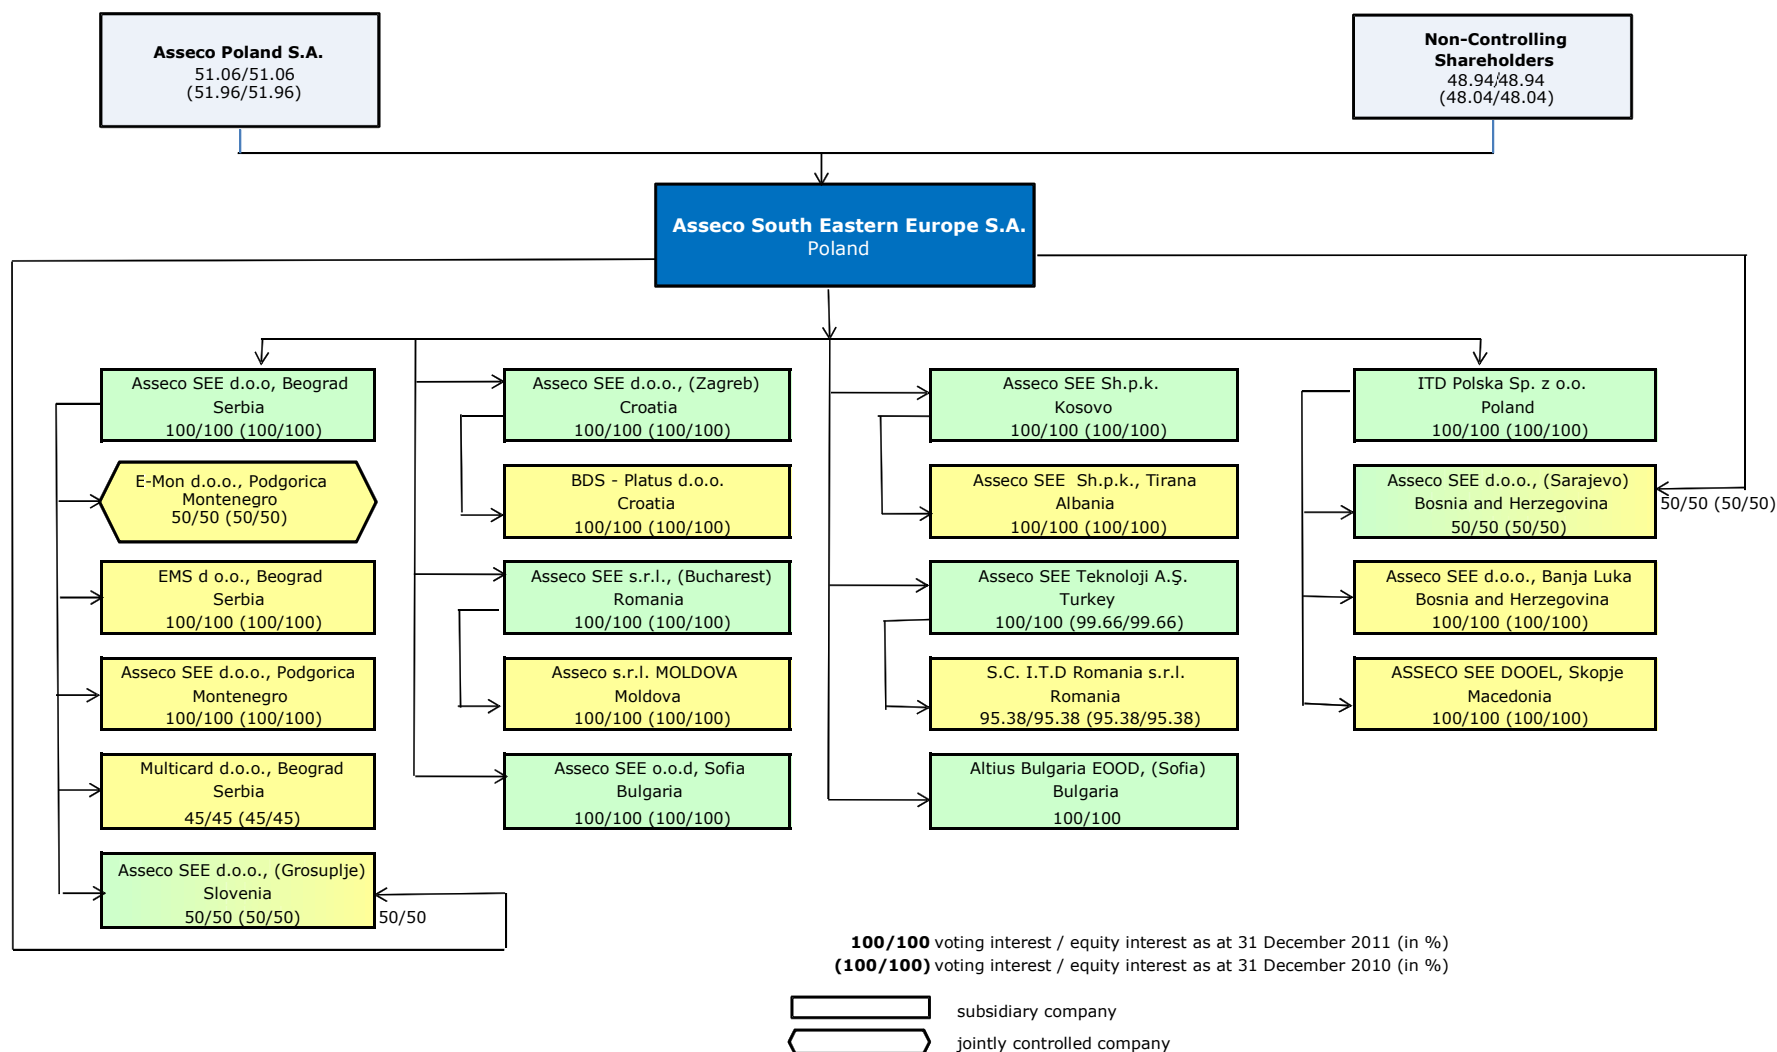 Asseco Poland S.A.
51.06/51.06
(51.96/51.96)
Non-Controlling
Shareholders
48.94/48.94
(48.04/48.04)
Asseco South Eastern Europe S.A.
Poland
Asseco SEE d.o.o, Beograd
Serbia
100/100 (100/100)
E-Mon d.o.o., Podgorica
Montenegro
50/50 (50/50)
EMS d o.o., Beograd
Serbia
100/100 (100/100)
Asseco SEE d.o.o., Podgorica
Montenegro
100/100 (100/100)
Multicard d.o.o., Beograd
Serbia
45/45 (45/45)
Asseco SEE d.o.o., (Grosuplje)
Slovenia
50/50 (50/50)
50/50
Asseco SEE d.o.o., (Zagreb)
Croatia
100/100 (100/100)
BDS - Platus d.o.o.
Croatia
100/100 (100/100)
Asseco SEE s.r.l., (Bucharest)
Romania
100/100 (100/100)
Asseco s.r.l. MOLDOVA
Moldova
100/100 (100/100)
Asseco SEE o.o.d, Sofia
Bulgaria
100/100 (100/100)
Asseco SEE Sh.p.k.
Kosovo
100/100 (100/100)
Asseco SEE  Sh.p.k., Tirana
Albania
100/100 (100/100)
Asseco SEE Teknoloji A.Ş.
Turkey
100/100 (99.66/99.66)
S.C. I.T.D Romania s.r.l.
Romania
95.38/95.38 (95.38/95.38)
Altius Bulgaria EOOD, (Sofia)
Bulgaria
100/100
ITD Polska Sp. z o.o.
Poland
100/100 (100/100)
Asseco SEE d.o.o., (Sarajevo)
Bosnia and Herzegovina
50/50 (50/50)
50/50 (50/50)
Asseco SEE d.o.o., Banja Luka
Bosnia and Herzegovina
100/100 (100/100)
ASSECO SEE DOOEL, Skopje
Macedonia
100/100 (100/100)
100/100 voting interest / equity interest as at 31 December 2011 (in %)
(100/100) voting interest / equity interest as at 31 December 2010 (in %)
subsidiary company
jointly controlled company